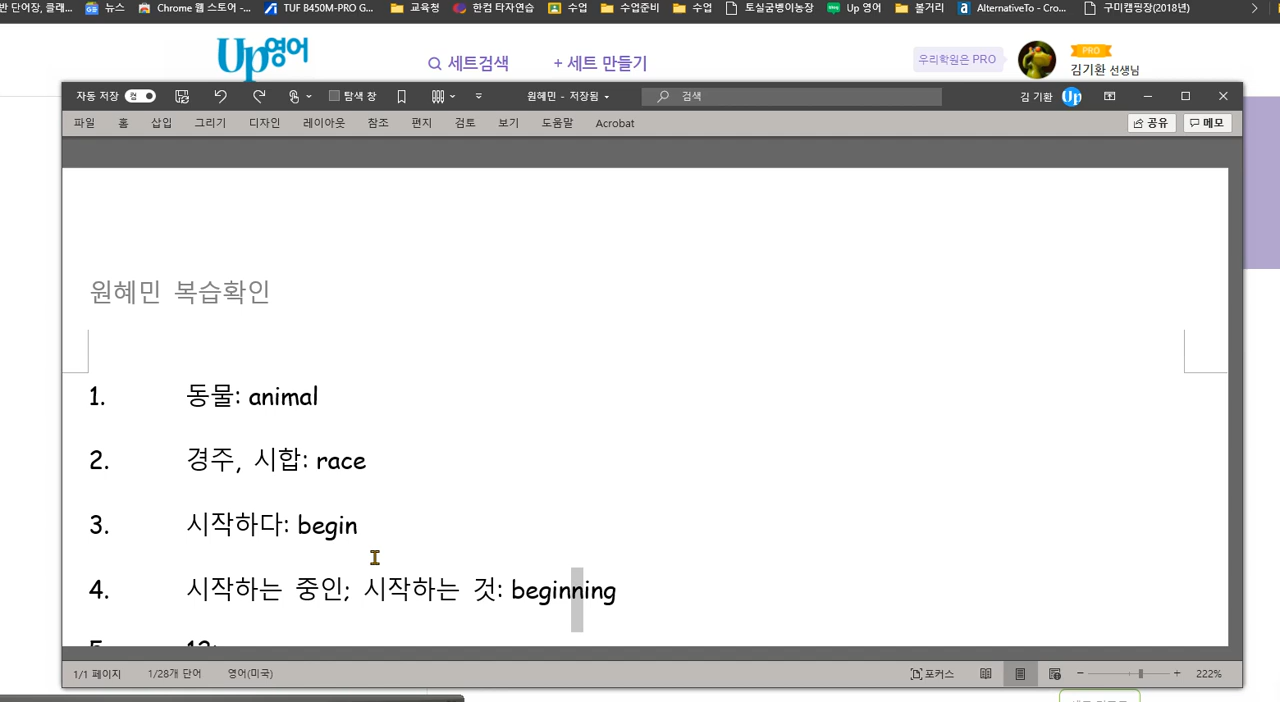 반 단어장, 클래... 뉴스 Chrome 웹 스토어 -... TUF B450M-PRO G... 교육청 한컴 타자연습 수업 수업준비 수업 토실굼벵이농장 Up 영어 볼거리 AlternativeTo - Cro... 구미캠핑장(2018년)
Up영어 세트검색 + 세트 만들기 우리학원은 PRO PRO
김기환 선생님
자동 저장 컴 탐색 창 원혜민 - 저장됨 검색 김 기환 Up
파일 홈 삽입 그리기 디자인 레이아웃 참조 편지 검토 보기 도움말 Acrobat 공유 메모
원혜민 복습확인
1. 동물: animal
2. 경주, 시합: race
3. 시작하다: begin
4. 시작하는 중인; 시작하는 것: beginning
1/1 페이지 1/28개 단어 영어(미국) 포커스 222%